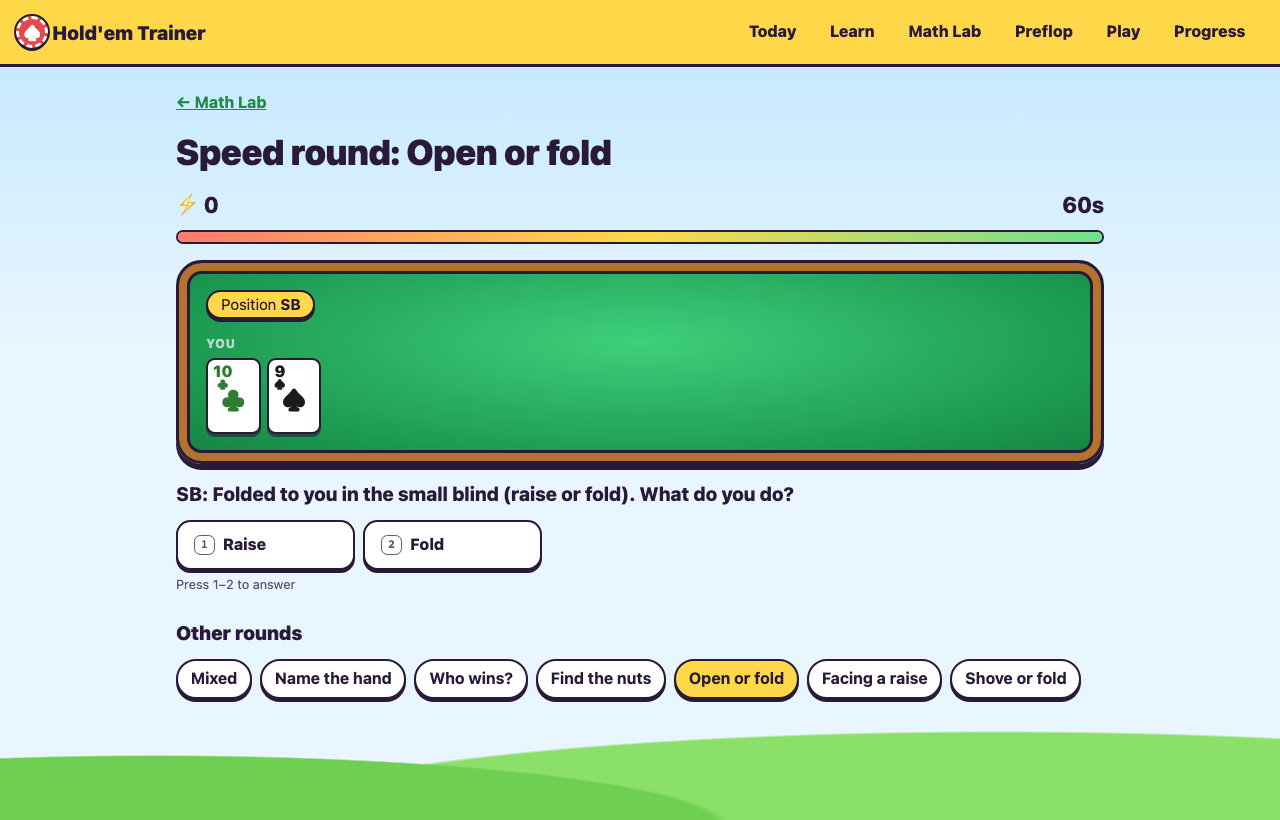 Hold'em Trainer
Today Learn Math Lab Preflop Play Progress
← Math Lab
Speed round: Open or fold
⚡ 0 60s
Position SB
YOU
10♣ 9♠
SB: Folded to you in the small blind (raise or fold). What do you do?
1 Raise 2 Fold
Press 1–2 to answer
Other rounds
Mixed Name the hand Who wins? Find the nuts Open or fold Facing a raise Shove or fold